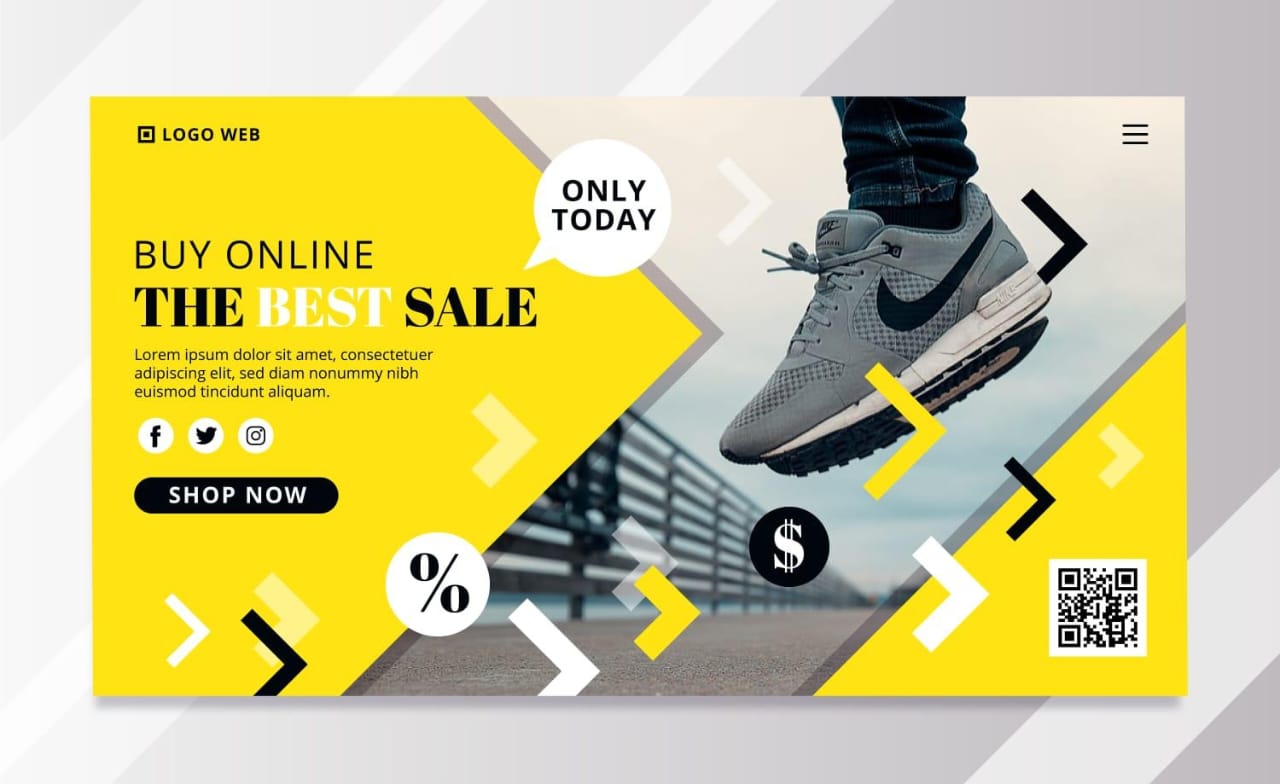 LOGO WEB
ONLY
TODAY
BUY ONLINE
THE BEST SALE
Lorem ipsum dolor sit amet, consectetuer
adipiscing elit, sed diam nonummy nibh
euismod tincidunt aliquam.
SHOP NOW
%
$
NIKE